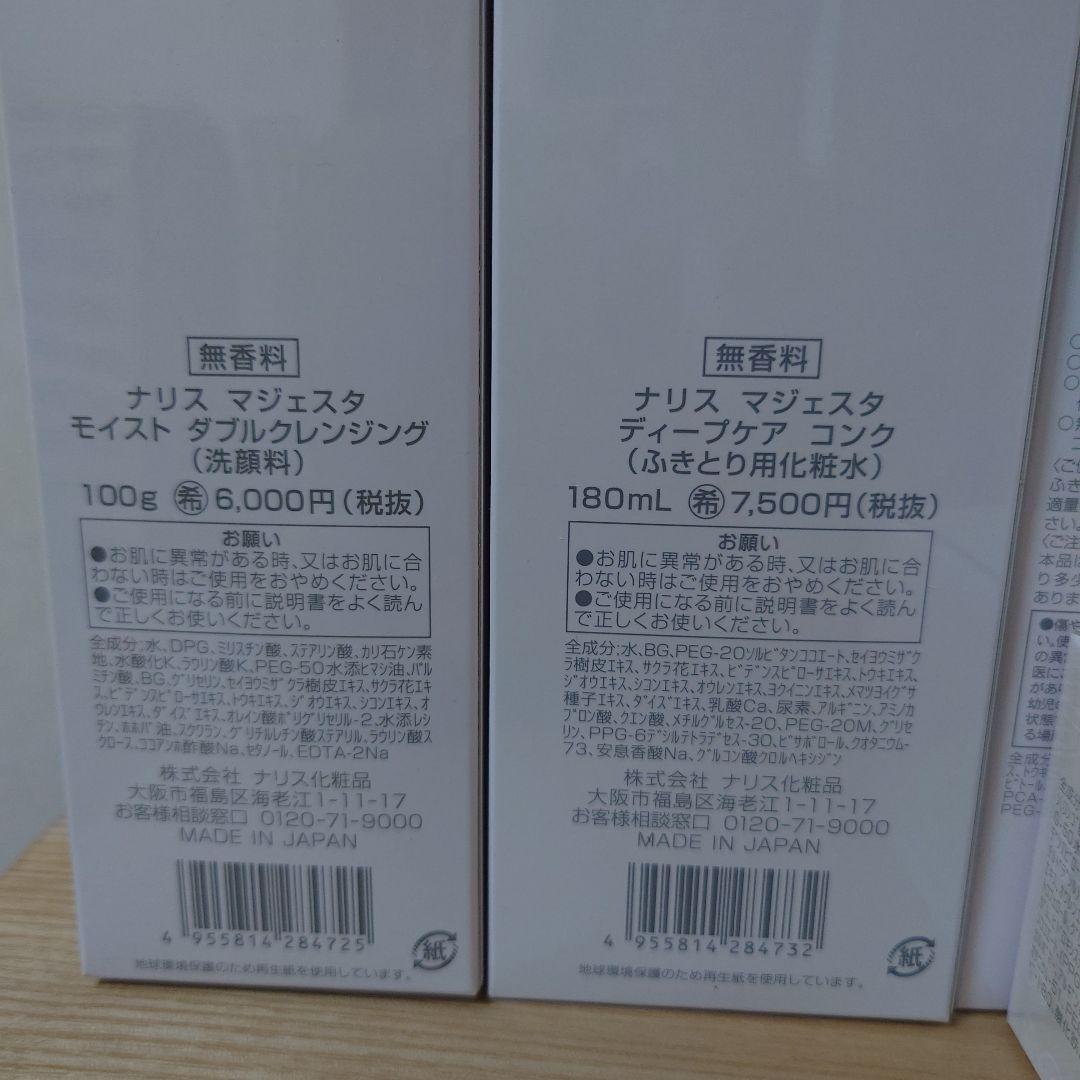 無香料
ナリス マジェスタ
モイスト ダブルクレンジング
(洗顔料)
100g ㊒希 6,000円(税抜)
お願い
●お肌に異常がある時、又はお肌に合
わない時はご使用をおやめください。
●ご使用になる前に説明書をよく読ん
で正しくお使いください。
全成分:水、DPG、ミリスチン酸、ステアリン酸、カリ石ケン素
地、水酸化K、ラウリン酸K、PEG-50水添ヒマシ油、パル
ミチン酸、BG、グリセリン、セイヨウミザクラ樹皮エキス、サクラ花エキ
ス、ビデンスピローサエキス、トウキエキス、ジオウエキス、シコンエキス、オ
ウレンエキス、ダイズエキス、オレイン酸ポリグリセリル-2、水添レシ
チン、ホホバ油、スクワラン、グリチルレチン酸ステアリル、ラウリン酸ス
クロース、ココアンホ酢酸Na、セタノール、EDTA-2Na
株式会社 ナリス化粧品
大阪市福島区海老江1-11-17
お客様相談窓口 0120-71-9000
MADE IN JAPAN
4 955814 284725
紙
地球環境保護のため再生紙を使用しています。
無香料
ナリス マジェスタ
ディープケア コンク
(ふきとり用化粧水)
180mL 希 7,500円(税抜)
お願い
●お肌に異常がある時、又はお肌に合
わない時はご使用をおやめください。
●ご使用になる前に説明書をよく読ん
で正しくお使いください。
全成分:水、BG、PEG-20ソルビタンココエート、セイヨウミザク
ラ樹皮エキス、サクラ花エキス、ビデンスピローサエキス、トウキエキス、
ジオウエキス、シコンエキス、オウレンエキス、ヨクイニンエキス、メマツヨイグサ
種子エキス、ダイズエキス、乳酸Ca、尿素、アルギニン、アミノカ
プロン酸、クエン酸、メチルグルセス-20、PEG-20M、グリセ
リン、PPG-6デシルテトラデセス-30、ビサボロール、クオタニウム-
73、安息香酸Na、グルコン酸クロルヘキシジン
株式会社 ナリス化粧品
大阪市福島区海老江1-11-17
お客様相談窓口 0120-71-9000
MADE IN JAPAN
4 955814 284732
紙
地球環境保護のため再生紙を使用しています。